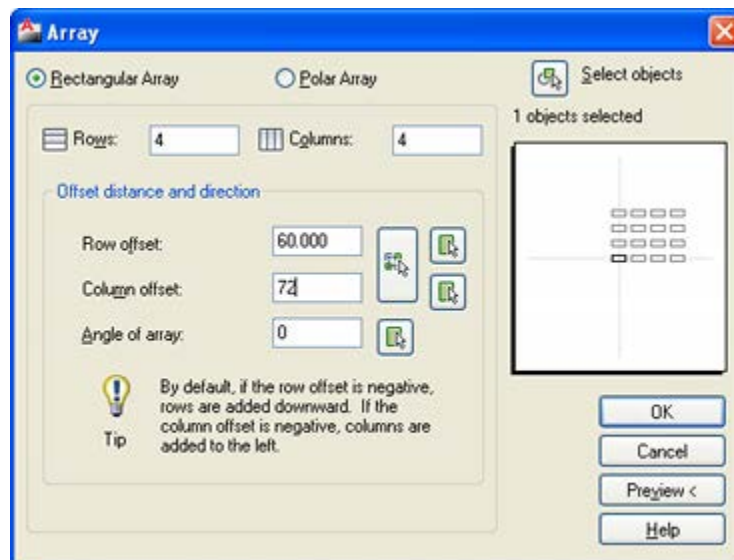 Array
Rectangular Array
Polar Array
Select objects
1 objects selected
Rows: 4
Columns: 4
Offset distance and direction
Row offset: 60.000
Column offset: 72
Angle of array: 0
Tip
By default, if the row offset is negative,
rows are added downward. If the
column offset is negative, columns are
added to the left.
OK
Cancel
Preview <
Help